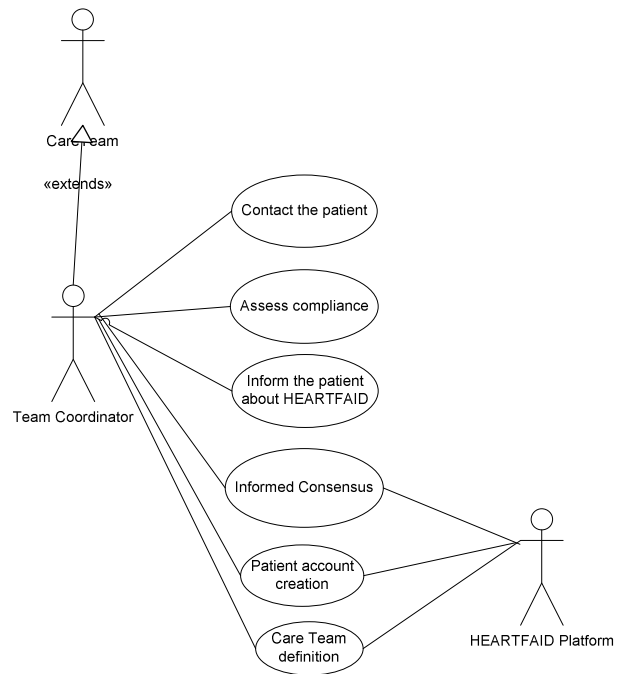 Care Team
«extends»
Contact the patient
Assess compliance
Inform the patient
about HEARTFAID
Team Coordinator
Informed Consensus
Patient account
creation
Care Team
definition
HEARTFAID Platform